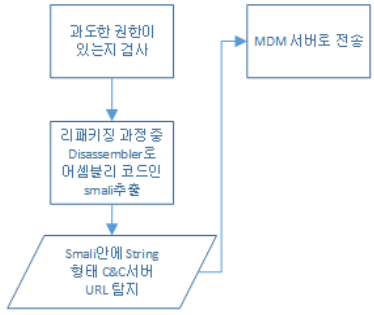 과도한 권한이
있는지 검사
MDM 서버로 전송
리패키징 과정 중
Disassembler로
어셈블리 코드인
smali추출
Smali안에 String
형태 C&C서버
URL 탐지